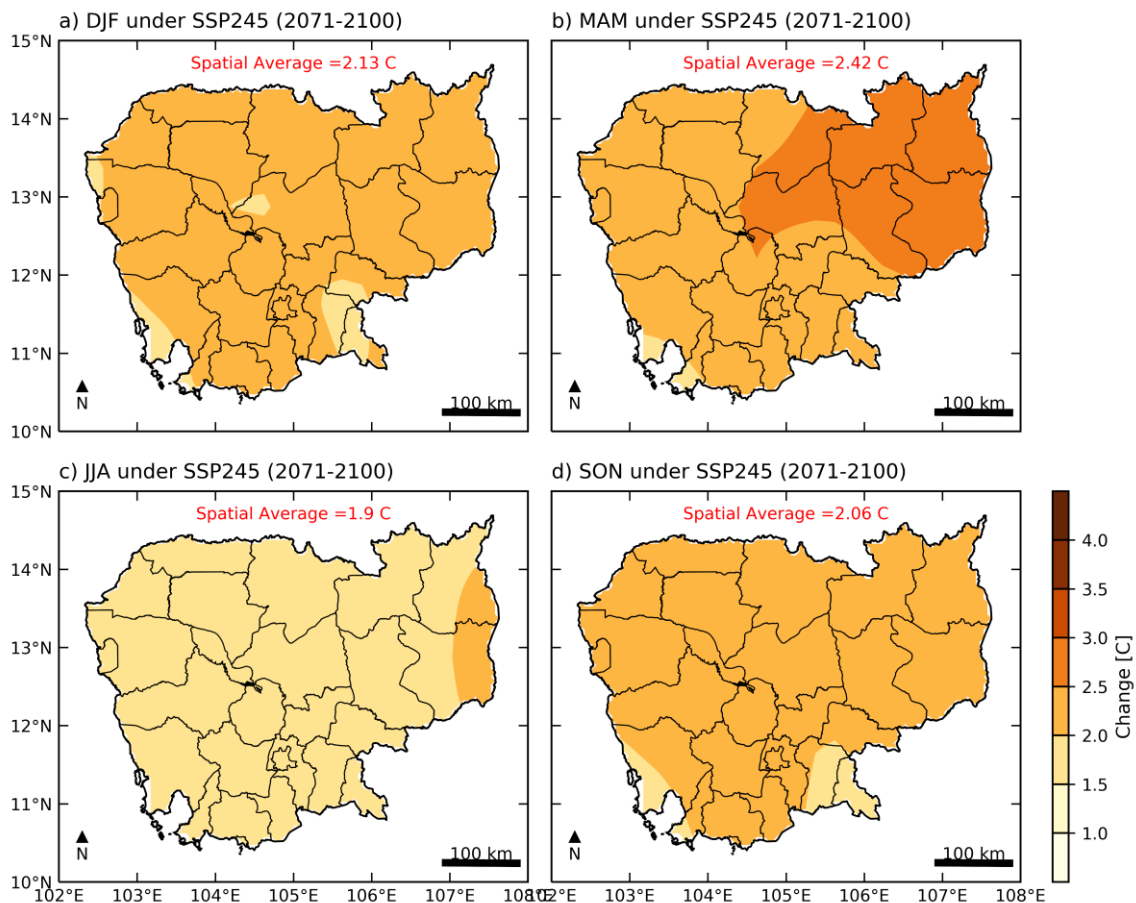 a) DJF under SSP245 (2071-2100)
b) MAM under SSP245 (2071-2100)
15°N
Spatial Average =2.13 C
Spatial Average =2.42 C
14°N
13°N
12°N
11°N
10°N
N
100 km
N
100 km
c) JJA under SSP245 (2071-2100)
d) SON under SSP245 (2071-2100)
15°N
Spatial Average =1.9 C
Spatial Average =2.06 C
14°N
13°N
12°N
11°N
10°N
N
100 km
N
100 km
102°E 103°E 104°E 105°E 106°E 107°E 108°E
102°E 103°E 104°E 105°E 106°E 107°E 108°E
4.0
3.5
3.0
2.5
2.0
1.5
1.0
Change [C]